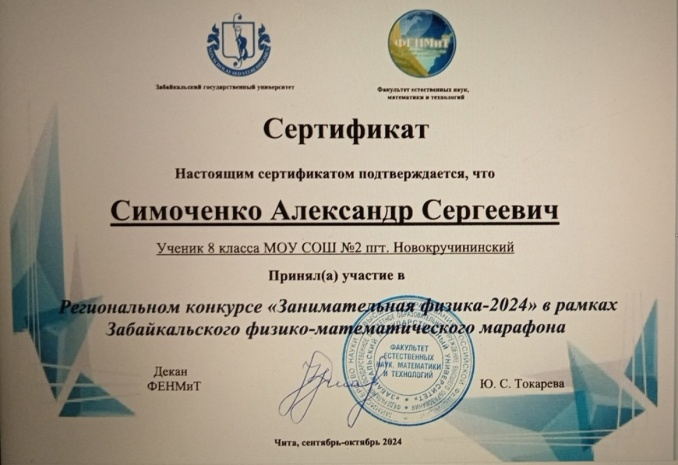 Забайкальский государственный университет
ФЕНМиТ
Факультет естественных наук,
математики и технологий
Сертификат
Настоящим сертификатом подтверждается, что
Симоченко Александр Сергеевич
Ученик 8 класса МОУ СОШ №2 пгт. Новокручининский
Принял(а) участие в
Региональном конкурсе «Занимательная физика-2024» в рамках
Забайкальского физико-математического марафона
ФАКУЛЬТЕТ
ЕСТЕСТВЕННЫХ
НАУК, МАТЕМАТИКИ
И ТЕХНОЛОГИЙ
Декан
ФЕНМиТ
Ю. С. Токарева
Чита, сентябрь-октябрь 2024